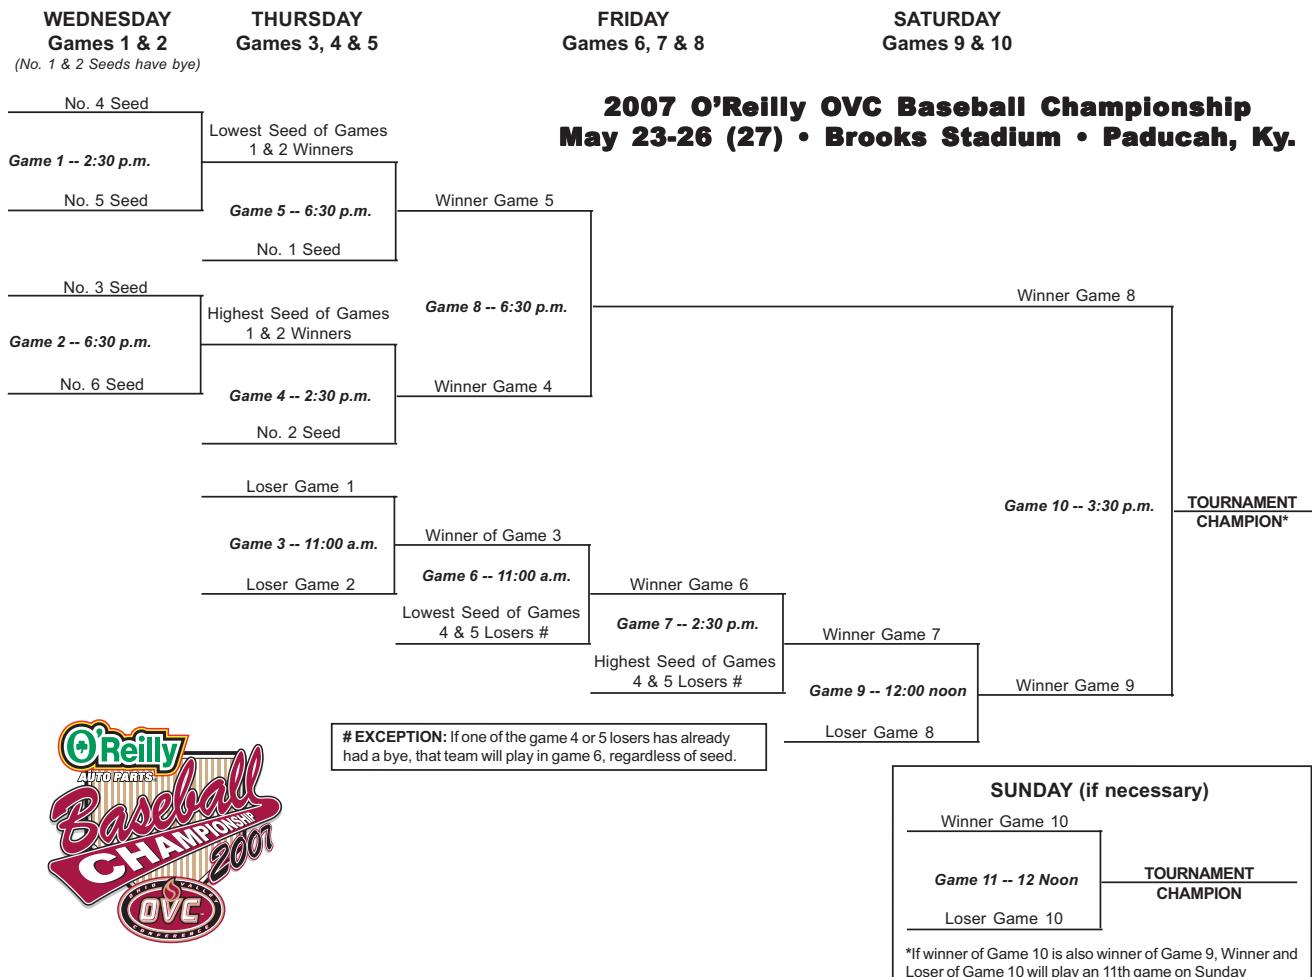 WEDNESDAY
Games 1 & 2
(No. 1 & 2 Seeds have bye)
THURSDAY
Games 3, 4 & 5
FRIDAY
Games 6, 7 & 8
SATURDAY
Games 9 & 10
2007 O'Reilly OVC Baseball Championship
May 23-26 (27) • Brooks Stadium • Paducah, Ky.
No. 4 Seed
Game 1 -- 2:30 p.m.
No. 5 Seed
No. 3 Seed
Game 2 -- 6:30 p.m.
No. 6 Seed
Lowest Seed of Games
1 & 2 Winners
Game 5 -- 6:30 p.m.
No. 1 Seed
Highest Seed of Games
1 & 2 Winners
Game 4 -- 2:30 p.m.
No. 2 Seed
Loser Game 1
Game 3 -- 11:00 a.m.
Loser Game 2
Winner Game 5
Game 8 -- 6:30 p.m.
Winner Game 4
Winner of Game 3
Game 6 -- 11:00 a.m.
Lowest Seed of Games
4 & 5 Losers #
Winner Game 6
Game 7 -- 2:30 p.m.
Highest Seed of Games
4 & 5 Losers #
Winner Game 7
Game 9 -- 12:00 noon
Loser Game 8
Winner Game 8
Game 10 -- 3:30 p.m.
Winner Game 9
TOURNAMENT
CHAMPION*
# EXCEPTION: If one of the game 4 or 5 losers has already
had a bye, that team will play in game 6, regardless of seed.
O'Reilly
AUTO PARTS
Baseball
CHAMPIONSHIP
2007
OHIO VALLEY
OVC
CONFERENCE
SUNDAY (if necessary)
Winner Game 10
Game 11 -- 12 Noon
Loser Game 10
TOURNAMENT
CHAMPION
*If winner of Game 10 is also winner of Game 9, Winner and
Loser of Game 10 will play an 11th game on Sunday